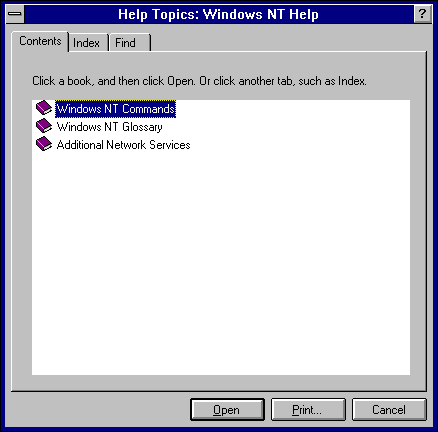 Help Topics: Windows NT Help
?
Contents Index Find
Click a book, and then click Open. Or click another tab, such as Index.
Windows NT Commands
Windows NT Glossary
Additional Network Services
Open Print... Cancel